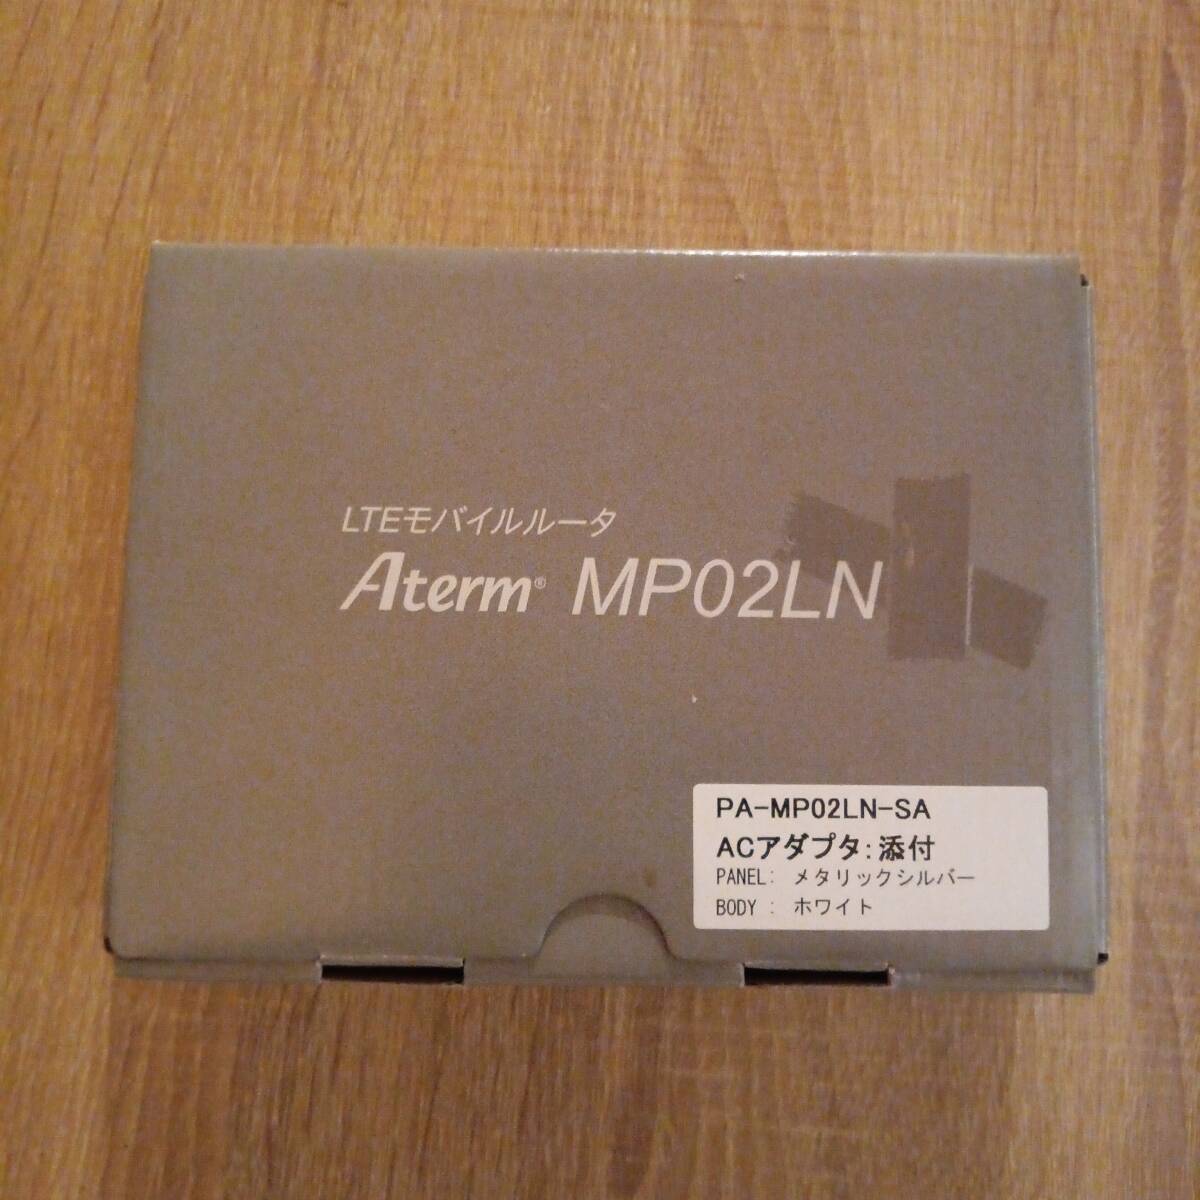 LTEモバイルルータ
Aterm® MP02LN
PA-MP02LN-SA
ACアダプタ:添付
PANEL: メタリックシルバー
BODY : ホワイト